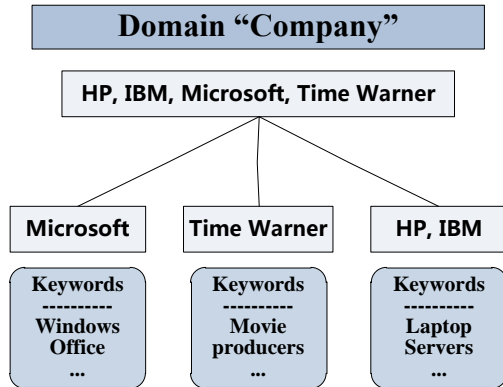 Domain “Company”
HP, IBM, Microsoft, Time Warner
Microsoft
Time Warner
HP, IBM
Keywords
----------
Windows
Office
...
Keywords
----------
Movie
producers
...
Keywords
----------
Laptop
Servers
...